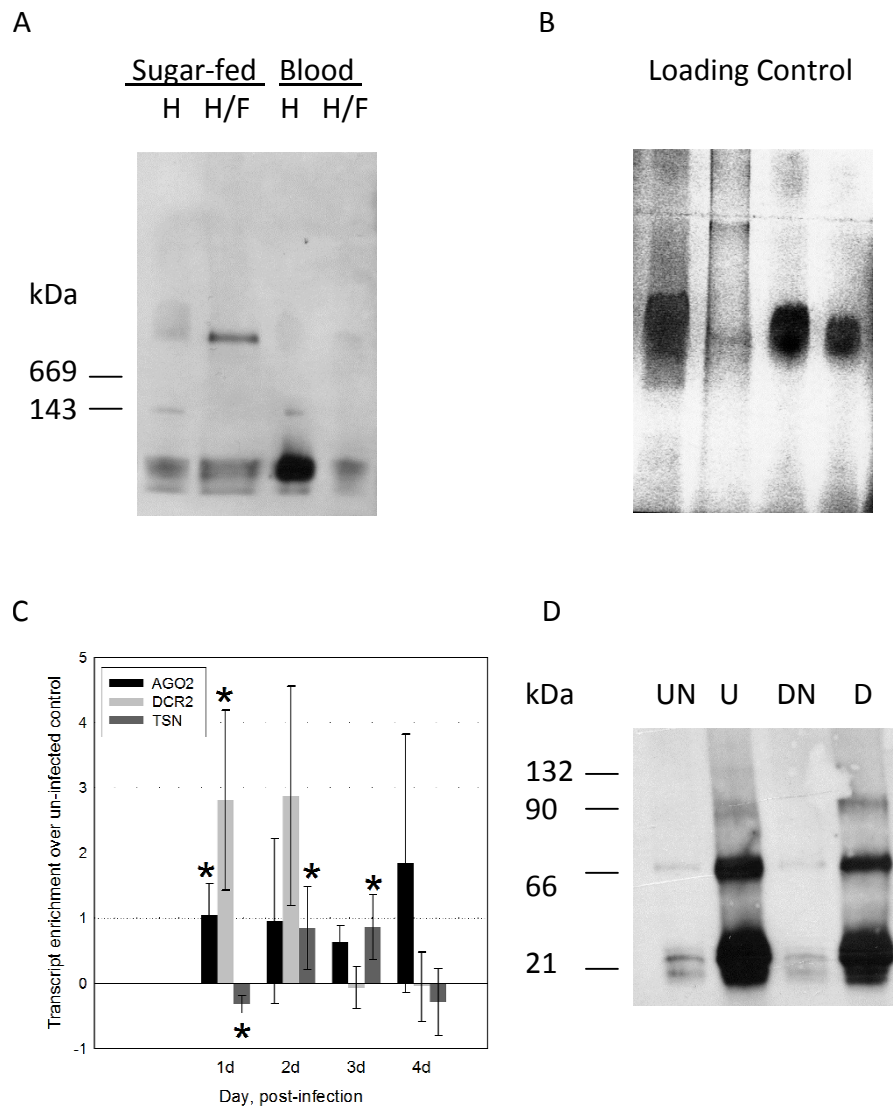 A
B
Sugar-fed Blood
Loading Control
H H/F H H/F
kDa
669
143
C
D
5
4
3
2
1
0
-1
AGO2
DCR2
TSN
*
*
*
*
*
Transcript enrichment over un-infected control
1d 2d 3d 4d
Day, post-infection
kDa UN U DN D
132
90
66
21